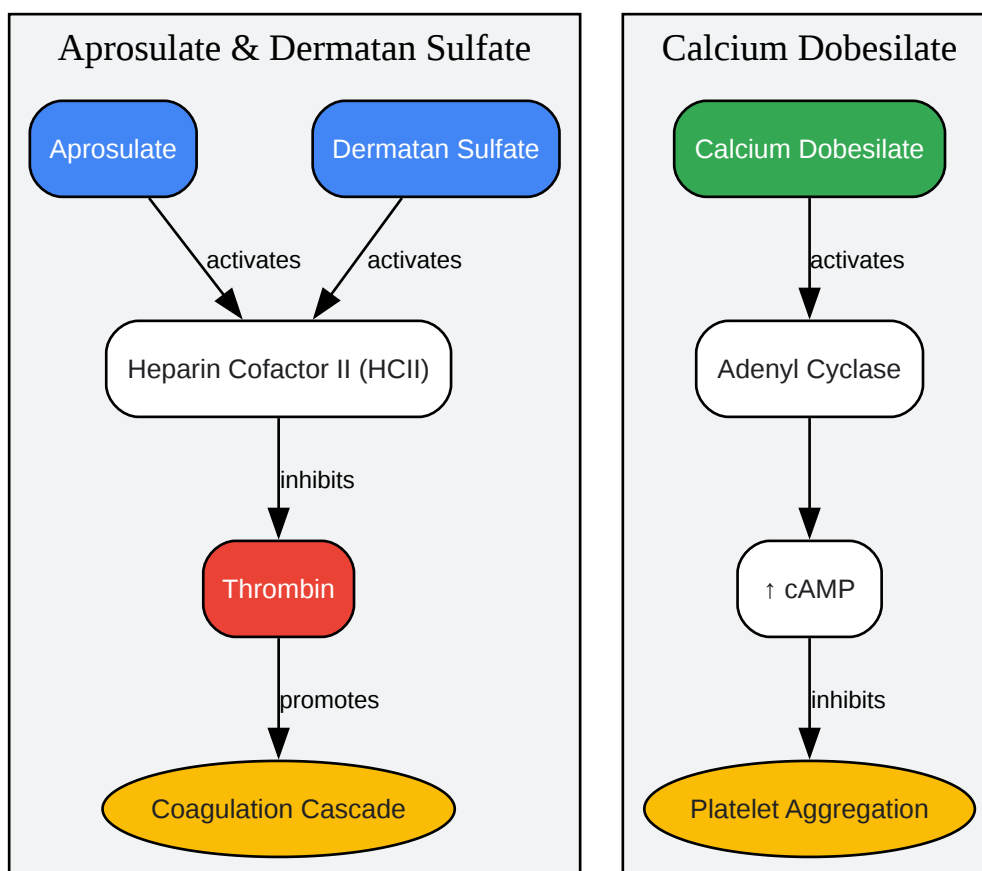 Aprosulate & Dermatan Sulfate
Aprosulate
Dermatan Sulfate
activates
activates
Heparin Cofactor II (HCII)
inhibits
Thrombin
promotes
Coagulation Cascade
Calcium Dobesilate
Calcium Dobesilate
activates
Adenyl Cyclase
↑ cAMP
inhibits
Platelet Aggregation